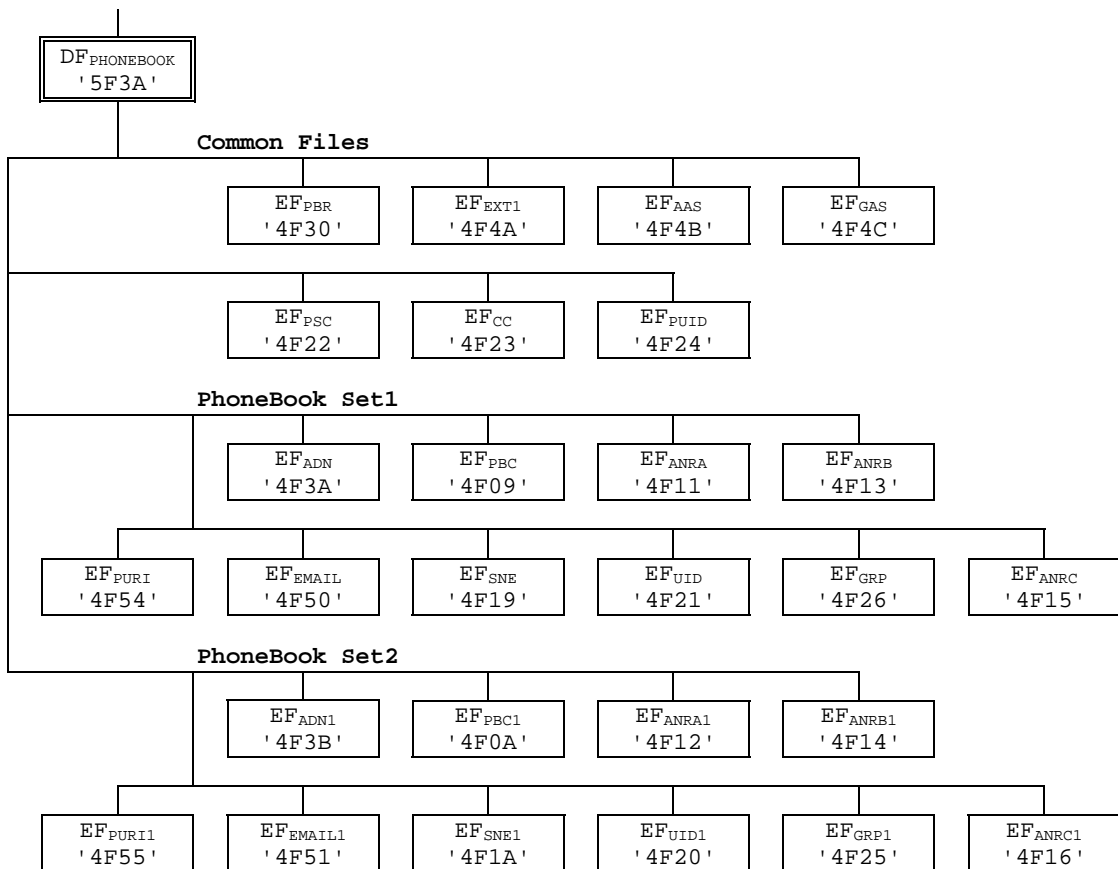 DFPHONEBOOK
'5F3A'
Common Files
EFPBR
'4F30'
EFEXT1
'4F4A'
EFAAS
'4F4B'
EFGAS
'4F4C'
EFPSC
'4F22'
EFCC
'4F23'
EFPUID
'4F24'
PhoneBook Set1
EFADN
'4F3A'
EFPBC
'4F09'
EFANRA
'4F11'
EFANRB
'4F13'
EFPURI
'4F54'
EFEMAIL
'4F50'
EFSNE
'4F19'
EFUID
'4F21'
EFGRP
'4F26'
EFANRC
'4F15'
PhoneBook Set2
EFADN1
'4F3B'
EFPBC1
'4F0A'
EFANRA1
'4F12'
EFANRB1
'4F14'
EFPURI1
'4F55'
EFEMAIL1
'4F51'
EFSNE1
'4F1A'
EFUID1
'4F20'
EFGRP1
'4F25'
EFANRC1
'4F16'